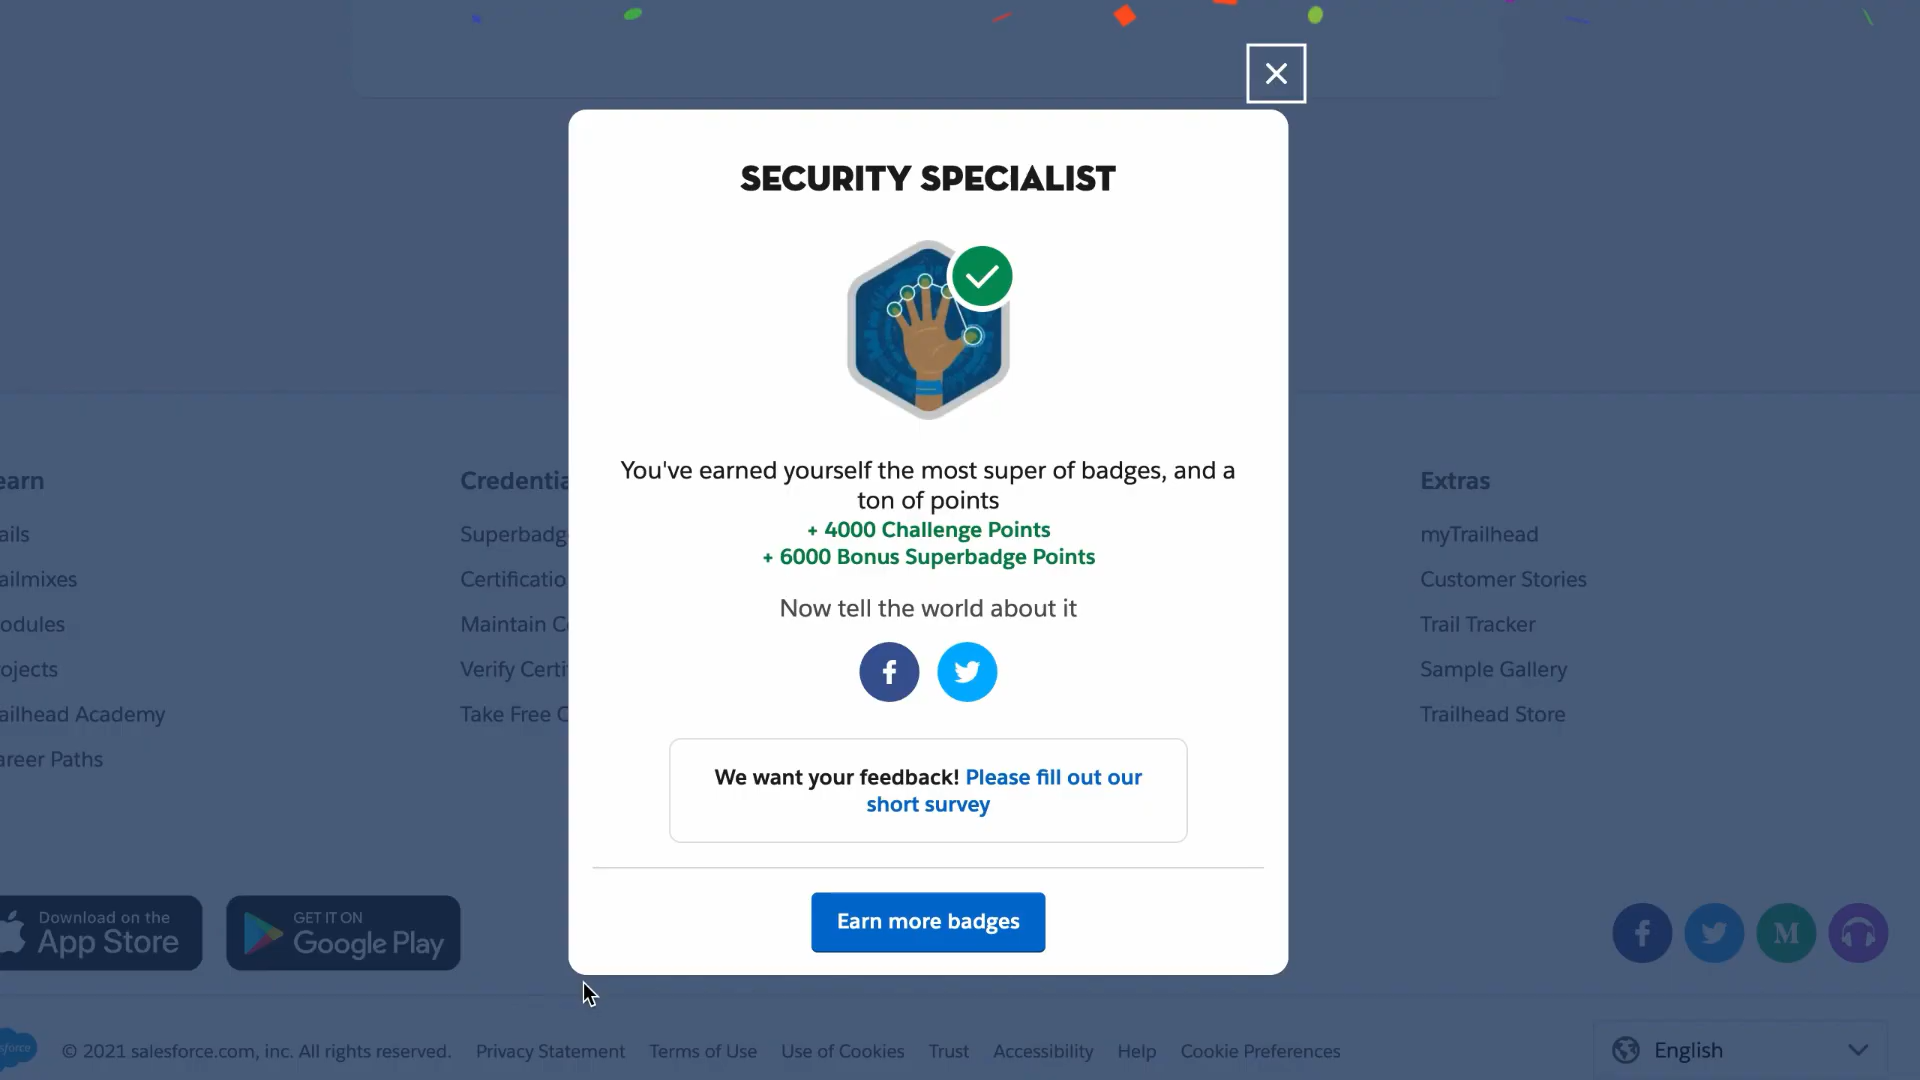 SECURITY SPECIALIST
You've earned yourself the most super of badges, and a
ton of points
+ 4000 Challenge Points
+ 6000 Bonus Superbadge Points
Now tell the world about it
We want your feedback! Please fill out our
short survey
Earn more badges
earn
ails
ailmixes
odules
ojects
ailhead Academy
areer Paths
Credentia
Superbadg
Certificatio
Maintain C
Verify Certi
Take Free C
Extras
myTrailhead
Customer Stories
Trail Tracker
Sample Gallery
Trailhead Store
Download on the
App Store
GET IT ON
Google Play
M
sforce
© 2021 salesforce.com, inc. All rights reserved. Privacy Statement Terms of Use Use of Cookies Trust Accessibility Help Cookie Preferences
English